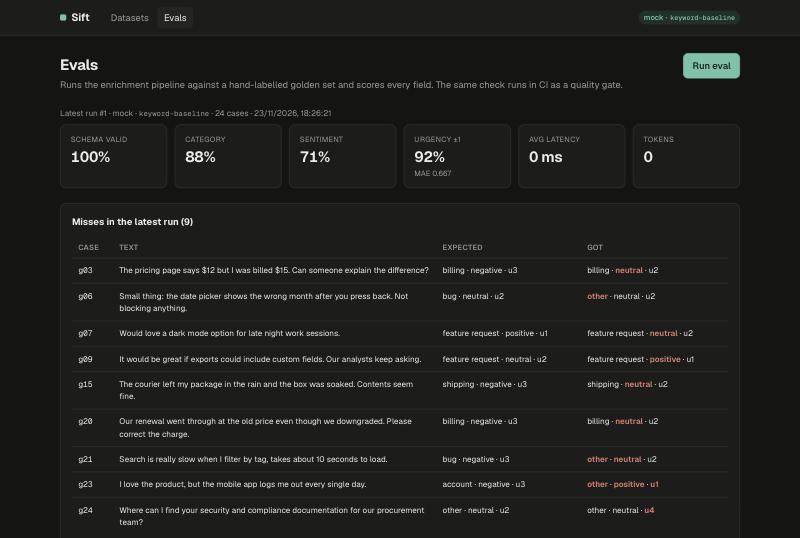 Sift Datasets Evals mock · keyword-baseline
Evals Run eval
Runs the enrichment pipeline against a hand-labelled golden set and scores every field. The same check runs in CI as a quality gate.
Latest run #1 · mock · keyword-baseline · 24 cases · 23/11/2026, 18:26:21
SCHEMA VALID CATEGORY SENTIMENT URGENCY ±1 AVG LATENCY TOKENS
100% 88% 71% 92% 0 ms 0
MAE 0.667
Misses in the latest run (9)
CASE TEXT EXPECTED GOT
g03 The pricing page says $12 but I was billed $15. Can someone explain the difference? billing · negative · u3 billing · neutral · u2
g06 Small thing: the date picker shows the wrong month after you press back. Not bug · neutral · u2 other · neutral · u2
blocking anything.
g07 Would love a dark mode option for late night work sessions. feature request · positive · u1 feature request · neutral · u2
g09 It would be great if exports could include custom fields. Our analysts keep asking. feature request · neutral · u2 feature request · positive · u1
g15 The courier left my package in the rain and the box was soaked. Contents seem shipping · negative · u3 shipping · neutral · u2
fine.
g20 Our renewal went through at the old price even though we downgraded. Please billing · negative · u3 billing · neutral · u2
correct the charge.
g21 Search is really slow when I filter by tag, takes about 10 seconds to load. bug · negative · u3 other · neutral · u2
g23 I love the product, but the mobile app logs me out every single day. account · negative · u3 other · positive · u1
g24 Where can I find your security and compliance documentation for our procurement other · neutral · u2 other · neutral · u4
team?